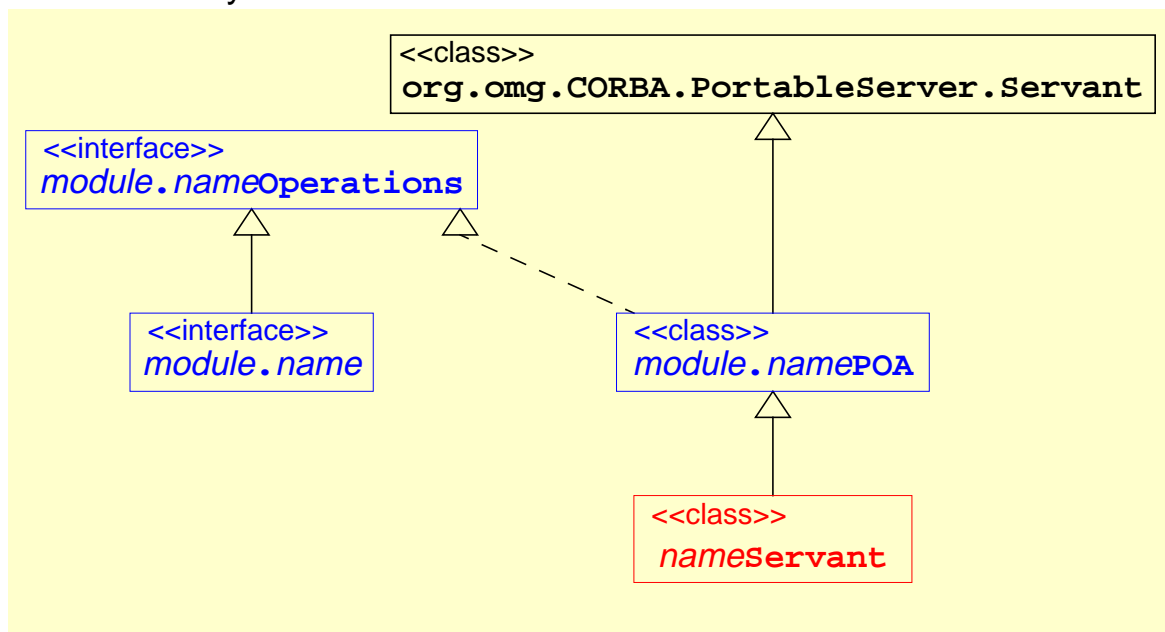 <<class>>
org.omg.CORBA.PortableServer.Servant
<<interface>>
module.nameOperations
<<interface>>
module.name
<<class>>
module.namePOA
<<class>>
nameServant